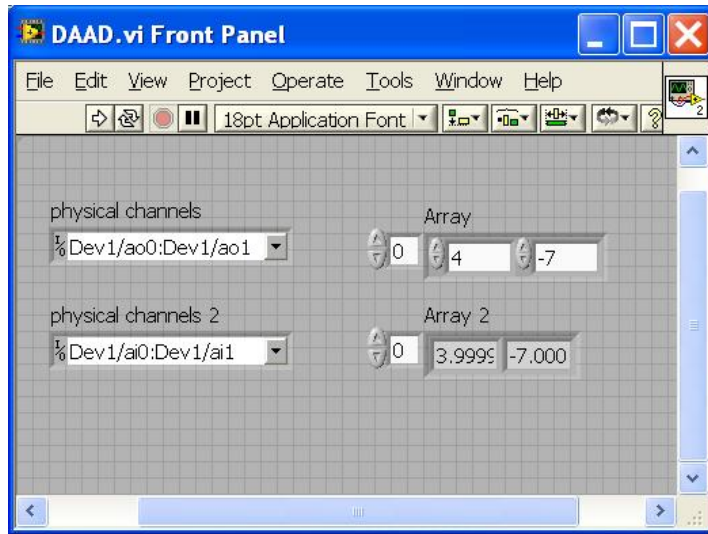 DAAD.vi Front Panel
File Edit View Project Operate Tools Window Help
18pt Application Font
2
physical channels
Dev1/ao0:Dev1/ao1
Array
0
4
-7
physical channels 2
Dev1/ai0:Dev1/ai1
Array 2
0
3.9999
-7.000